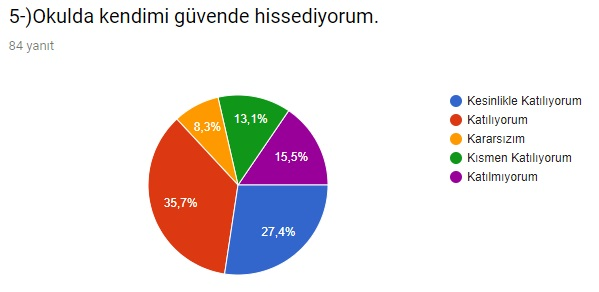 5-)Okulda kendimi güvende hissediyorum.
84 yanıt
8,3%
13,1%
15,5%
35,7%
27,4%
Kesinlikle Katılıyorum
Katılıyorum
Kararsızım
Kısmen Katılıyorum
Katılmıyorum